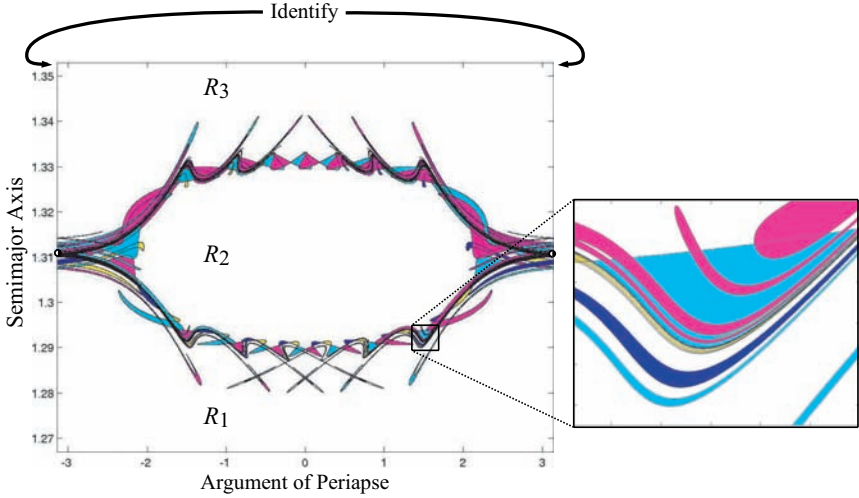 Identify
1.35
R3
1.34
1.33
1.32
1.31
R2
1.3
1.29
1.28
R1
1.27
Semimajor Axis
-3
-2
-1
0
1
2
3
Argument of Periapse